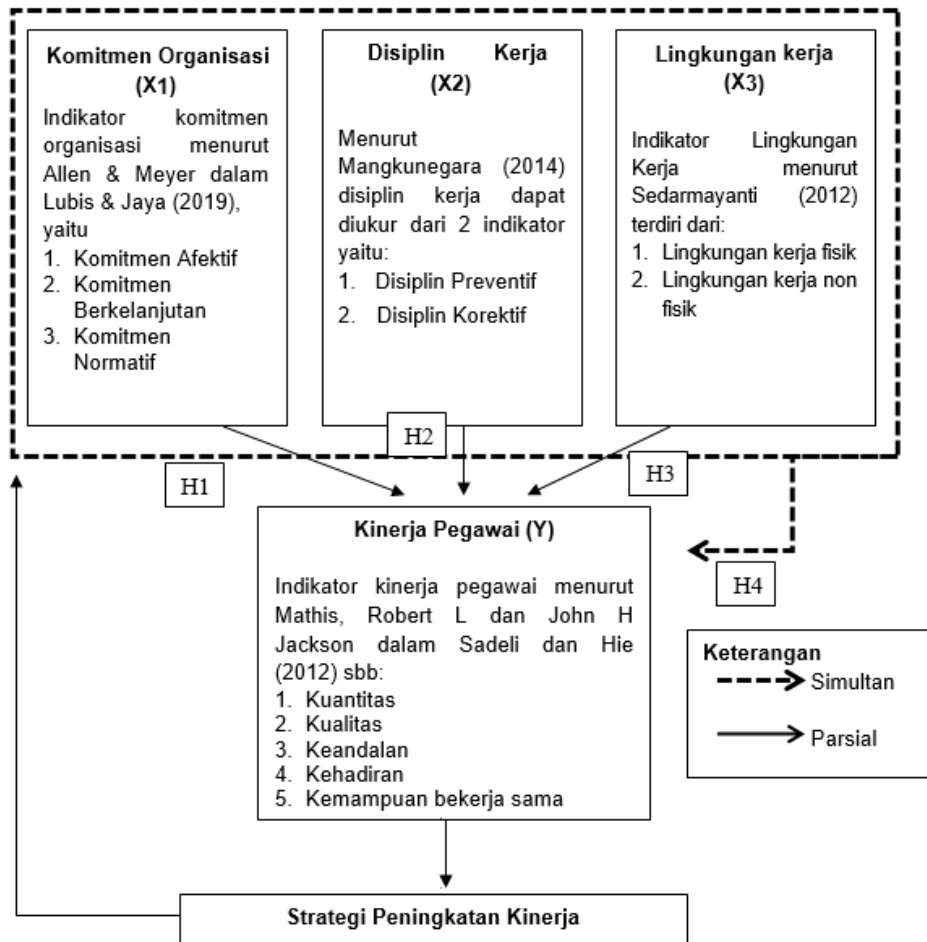 Komitmen Organisasi
(X1)
Indikator komitmen
organisasi menurut
Allen & Meyer dalam
Lubis & Jaya (2019),
yaitu
1. Komitmen Afektif
2. Komitmen
Berkelanjutan
3. Komitmen
Normatif
Disiplin Kerja
(X2)
Menurut
Mangkunegara (2014)
disiplin kerja dapat
diukur dari 2 indikator
yaitu:
1. Disiplin Preventif
2. Disiplin Korektif
Lingkungan kerja
(X3)
Indikator Lingkungan
Kerja menurut
Sedarmayanti (2012)
terdiri dari:
1. Lingkungan kerja fisik
2. Lingkungan kerja non
fisik
H1
H2
H3
H4
Kinerja Pegawai (Y)
Indikator kinerja pegawai menurut
Mathis, Robert L dan John H
Jackson dalam Sadeli dan Hie
(2012) sbb:
1. Kuantitas
2. Kualitas
3. Keandalan
4. Kehadiran
5. Kemampuan bekerja sama
Keterangan
Simultan
Parsial
Strategi Peningkatan Kinerja